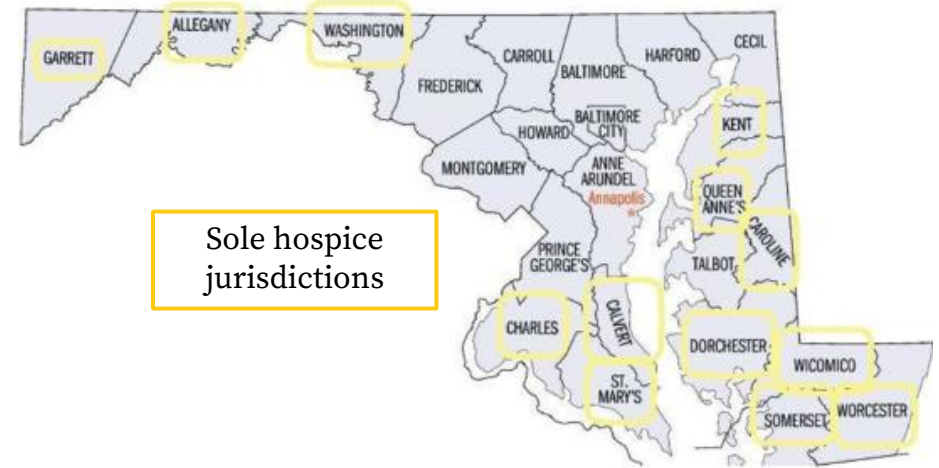 ALLEGANY
WASHINGTON
GARRETT
CARROLL
HARFORD
CECIL
BALTIMORE
FREDERICK
BALTIMORE
CITY
KENT
HOWARD
MONTGOMERY
ANNE
ARUNDEL
Annapolis
*
QUEEN
ANNE'S
CAROLINE
Sole hospice
jurisdictions
PRINCE
GEORGE'S
TALBOT
CHARLES
CALVERT
DORCHESTER
WICOMICO
ST.
MARY'S
SOMERSET
WORCESTER